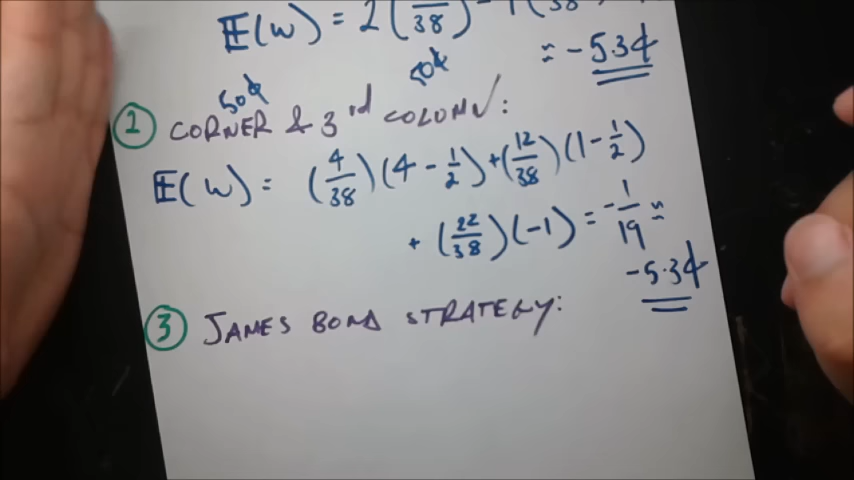 E(W) = 2( /38) - 1( 38
≈ -5.3¢
50¢ 50¢
② CORNER & 3rd COLUMN:
E(W) = (4/38)(4 - 1/2) + (12/38)(1 - 1/2)
+ (22/38)(-1) = -1/19 ≈
-5.3¢
③ JAMES BOND STRATEGY: